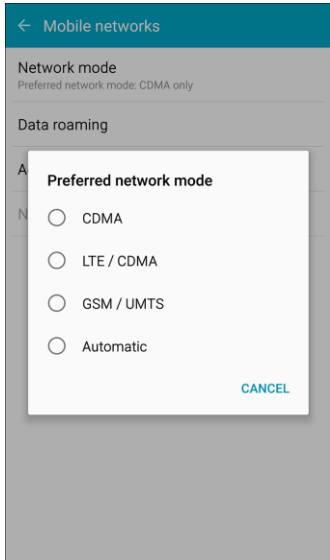 Mobile networks
Network mode
Preferred network mode: CDMA only
Data roaming
A
Preferred network mode
N
CDMA
LTE / CDMA
GSM / UMTS
Automatic
CANCEL